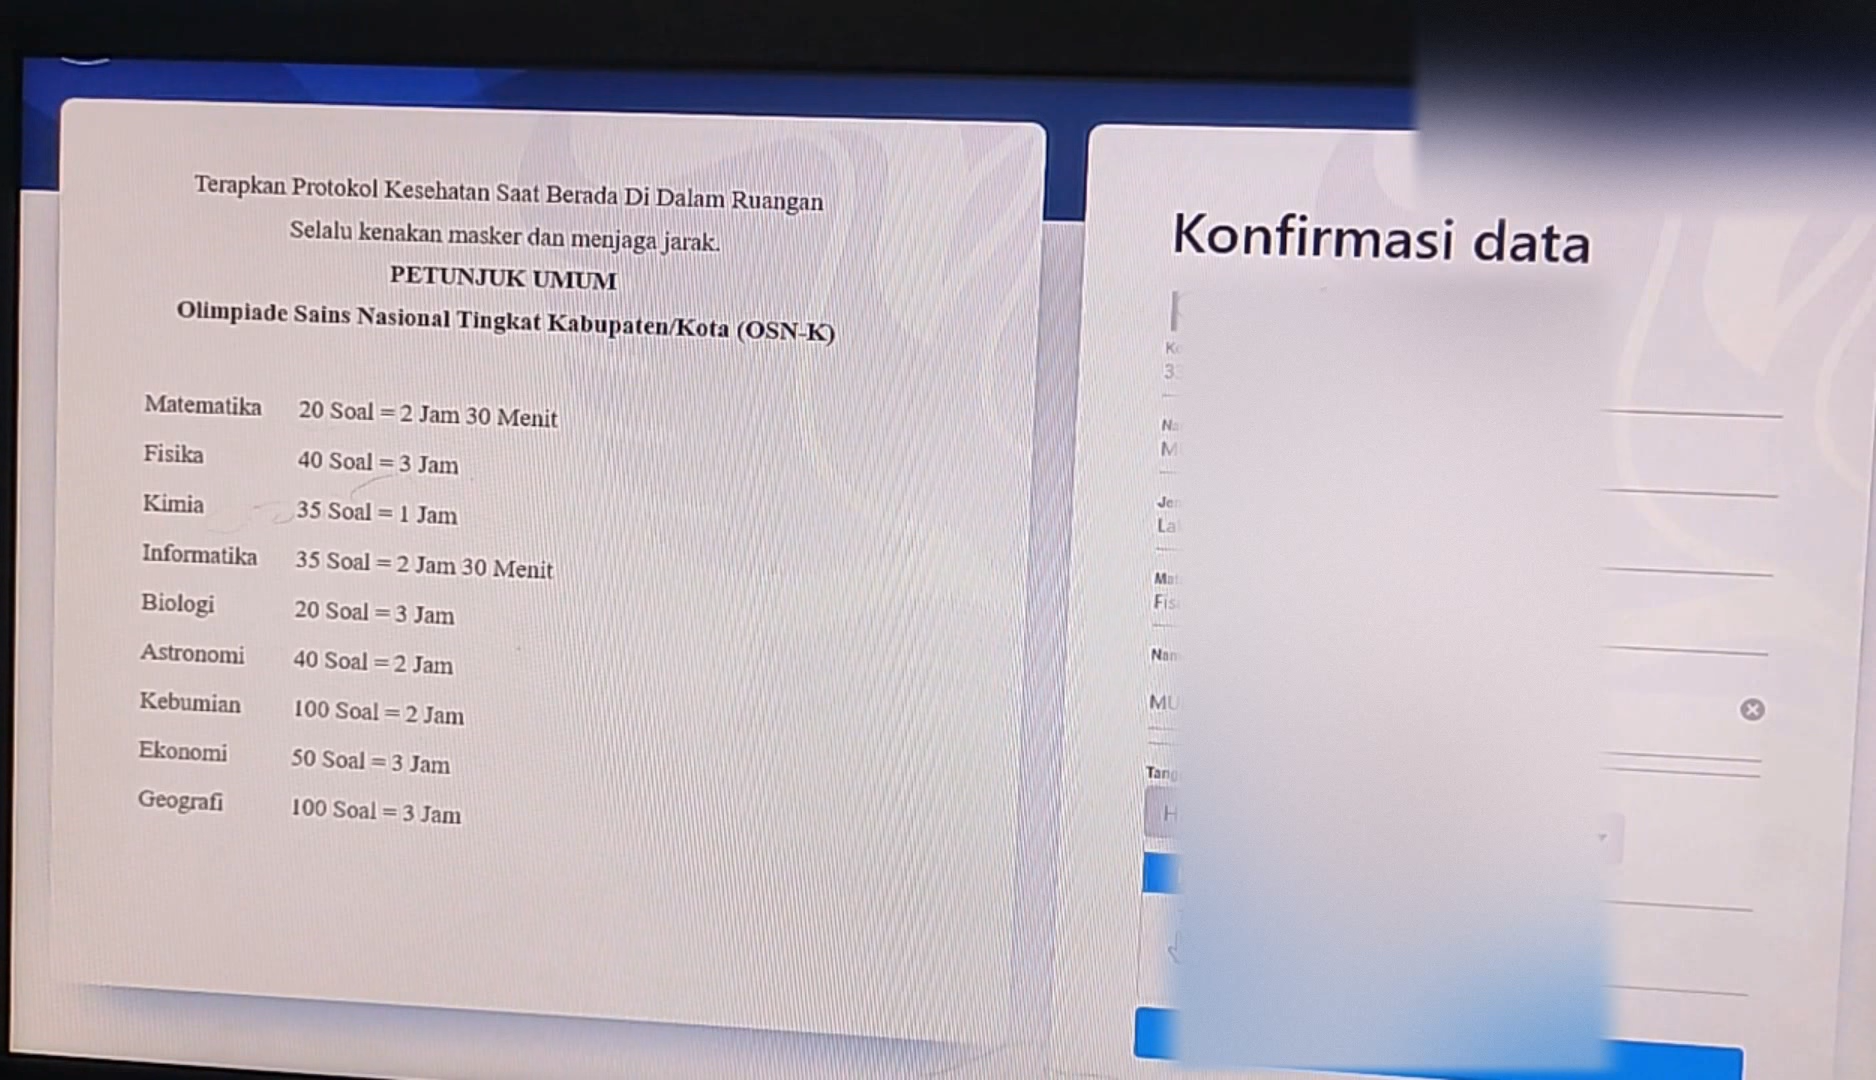 Terapkan Protokol Kesehatan Saat Berada Di Dalam Ruangan
Selalu kenakan masker dan menjaga jarak.
PETUNJUK UMUM
Olimpiade Sains Nasional Tingkat Kabupaten/Kota (OSN-K)
Matematika 20 Soal = 2 Jam 30 Menit
Fisika 40 Soal = 3 Jam
Kimia 35 Soal = 1 Jam
Informatika 35 Soal = 2 Jam 30 Menit
Biologi 20 Soal = 3 Jam
Astronomi 40 Soal = 2 Jam
Kebumian 100 Soal = 2 Jam
Ekonomi 50 Soal = 3 Jam
Geografi 100 Soal = 3 Jam
Konfirmasi data